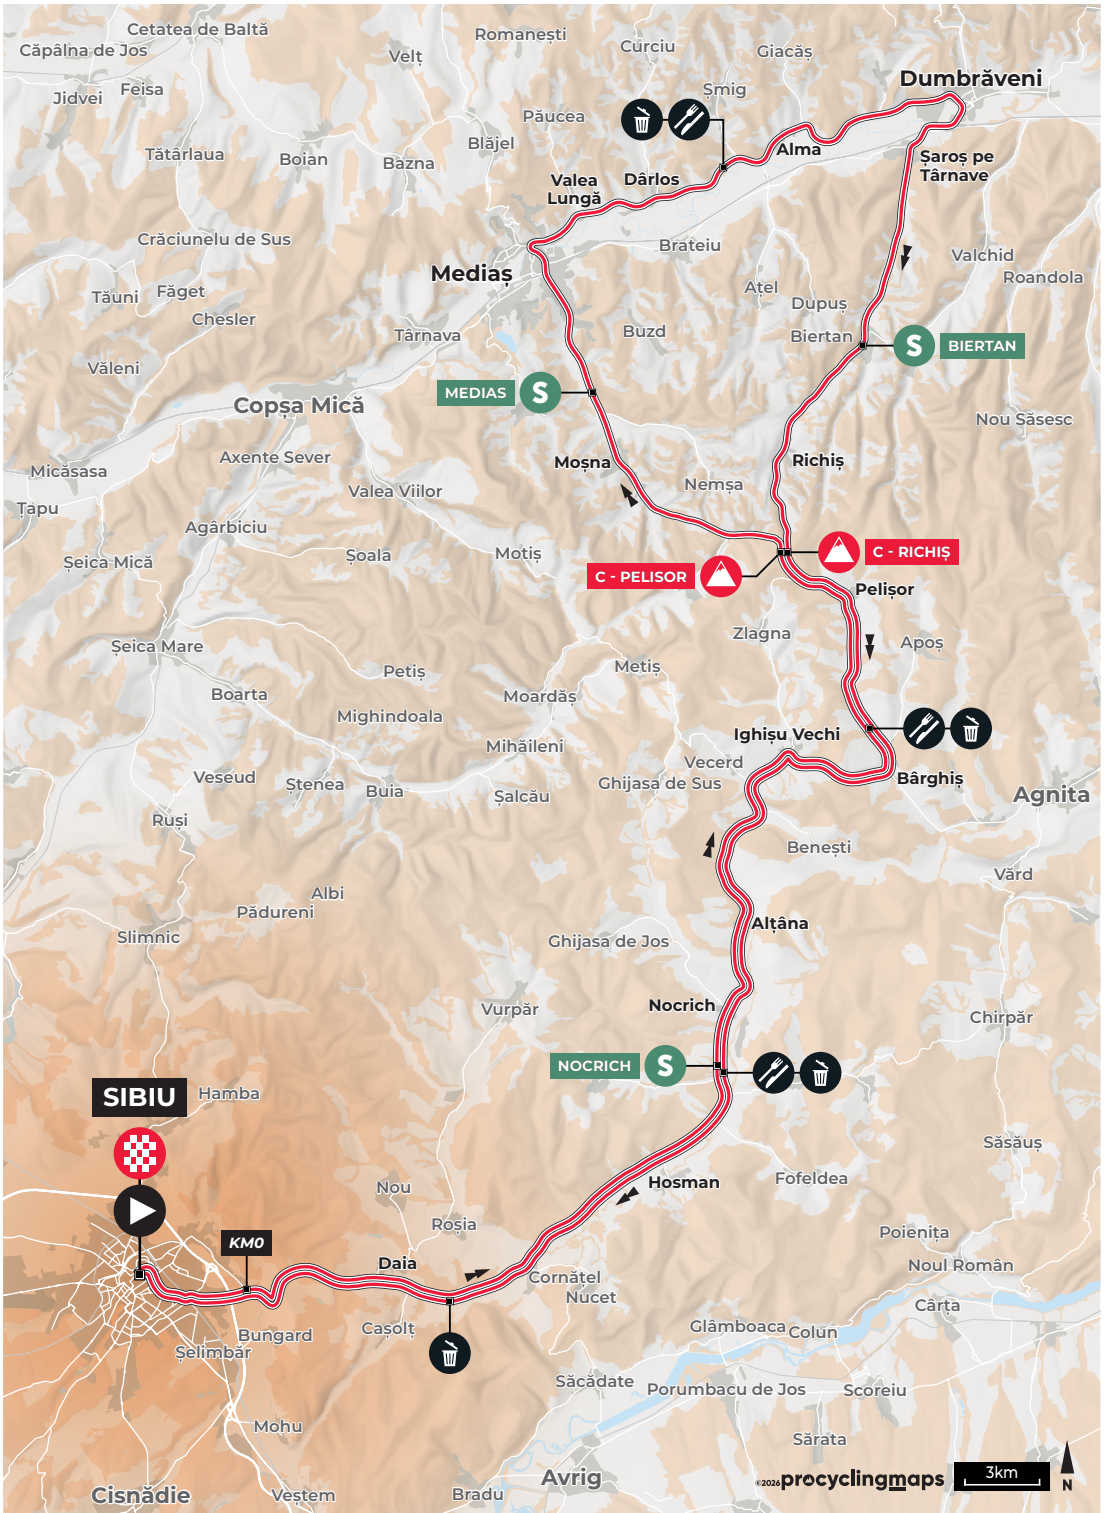 Cetatea de Baltă
Căpâlna de Jos
Romanești
Curciu
Giacăș
Velț
Dumbrăveni
Jidvei
Feisa
Șmig
Păucea
Blăjel
Alma
Tătârlaua
Boian
Bazna
Șaroș pe
Târnave
Valea
Lungă
Dârlos
Crăciunelu de Sus
Brateiu
Valchid
Mediaș
Roandola
Tăuni
Făget
Ațel
Dupuș
Chesler
Târnava
Buzd
Biertan
S
BIERTAN
Văleni
MEDIAS
S
Copșa Mică
Nou Săsesc
Axente Sever
Moșna
Richiș
Micăsasa
Valea Viilor
Nemșa
Țapu
Agârbiciu
Șeica Mică
Șoala
Motiș
C - RICHIȘ
C - PELISOR
Pelișor
Zlagna
Apoș
Șeica Mare
Petiș
Metiș
Boarta
Moardăș
Mighindoala
Ighișu Vechi
Mihăileni
Vecerd
Veseud
Ștenea
Buia
Ghijasa de Sus
Bârghiș
Șalcău
Agnita
Ruși
Benești
Vărd
Albi
Pădureni
Alțâna
Slimnic
Ghijasa de Jos
Nocrich
Vurpăr
Chirpăr
NOCRICH
S
SIBIU
Hamba
Săsăuș
Hosman
Fofeldea
Nou
Roșia
Poienița
KM0
Daia
Noul Român
Cornățel
Nucet
Cârța
Bungard
Cașolț
Glâmboaca
Colun
Șelimbăr
Săcădate
Porumbacu de Jos
Scoreiu
Mohu
Sărata
Avrig
©2026 procyclingmaps
3km
N
Cisnădie
Veștem
Bradu